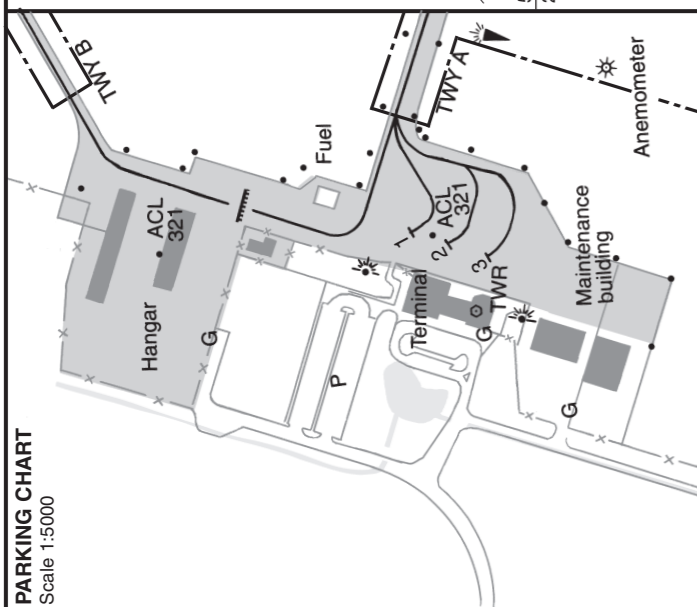 PARKING CHART
Scale 1:5000
TWY B
ACL
321
Hangar
Fuel
TWY A
Anemometer
1
ACL
321
2
3
Terminal
TWR
G
G
G
P
Maintenance
building